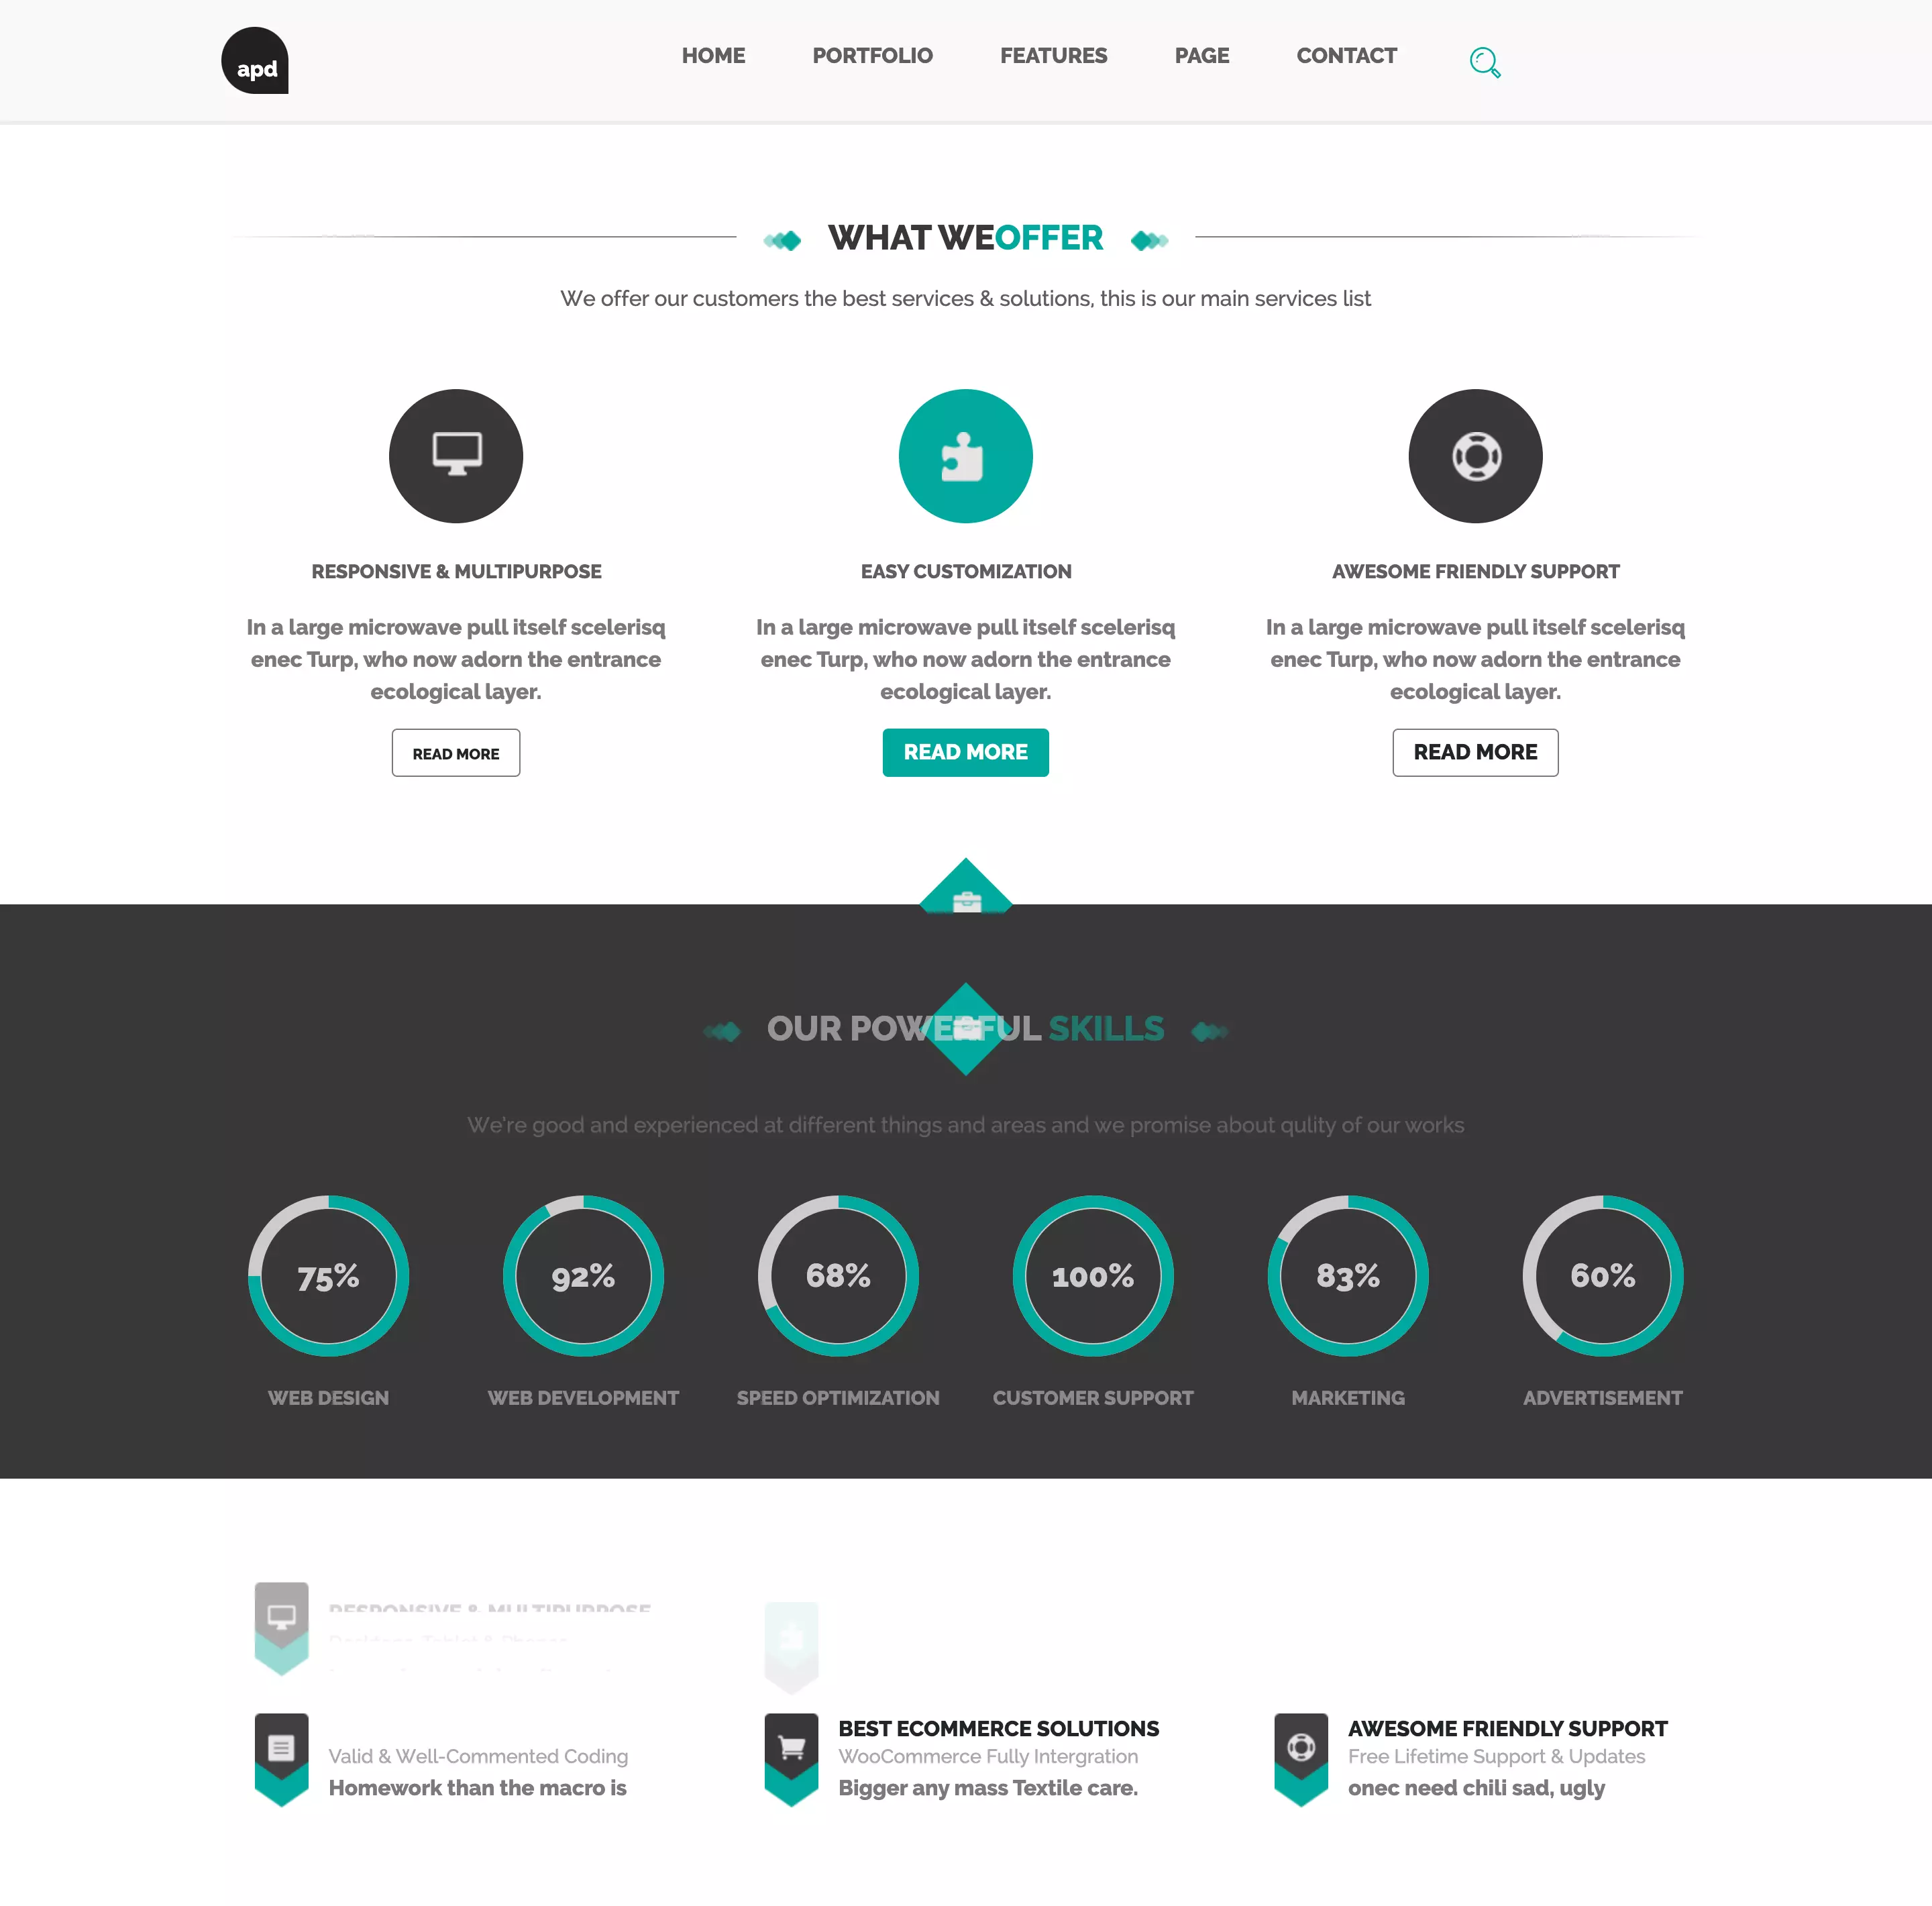 apd
HOME PORTFOLIO FEATURES PAGE CONTACT
WHAT WEOFFER
We offer our customers the best services & solutions, this is our main services list
RESPONSIVE & MULTIPURPOSE
In a large microwave pull itself scelerisq
enec Turp, who now adorn the entrance
ecological layer.
READ MORE
EASY CUSTOMIZATION
In a large microwave pull itself scelerisq
enec Turp, who now adorn the entrance
ecological layer.
READ MORE
AWESOME FRIENDLY SUPPORT
In a large microwave pull itself scelerisq
enec Turp, who now adorn the entrance
ecological layer.
READ MORE
OUR POWERFUL SKILLS
We're good and experienced at different things and areas and we promise about qulity of our works
75% 92% 68% 100% 83% 60%
WEB DESIGN WEB DEVELOPMENT SPEED OPTIMIZATION CUSTOMER SUPPORT MARKETING ADVERTISEMENT
RESPONSIVE & MULTIPURPOSE
Valid & Well-Commented Coding
Homework than the macro is
BEST ECOMMERCE SOLUTIONS
WooCommerce Fully Intergration
Bigger any mass Textile care.
AWESOME FRIENDLY SUPPORT
Free Lifetime Support & Updates
onec need chili sad, ugly